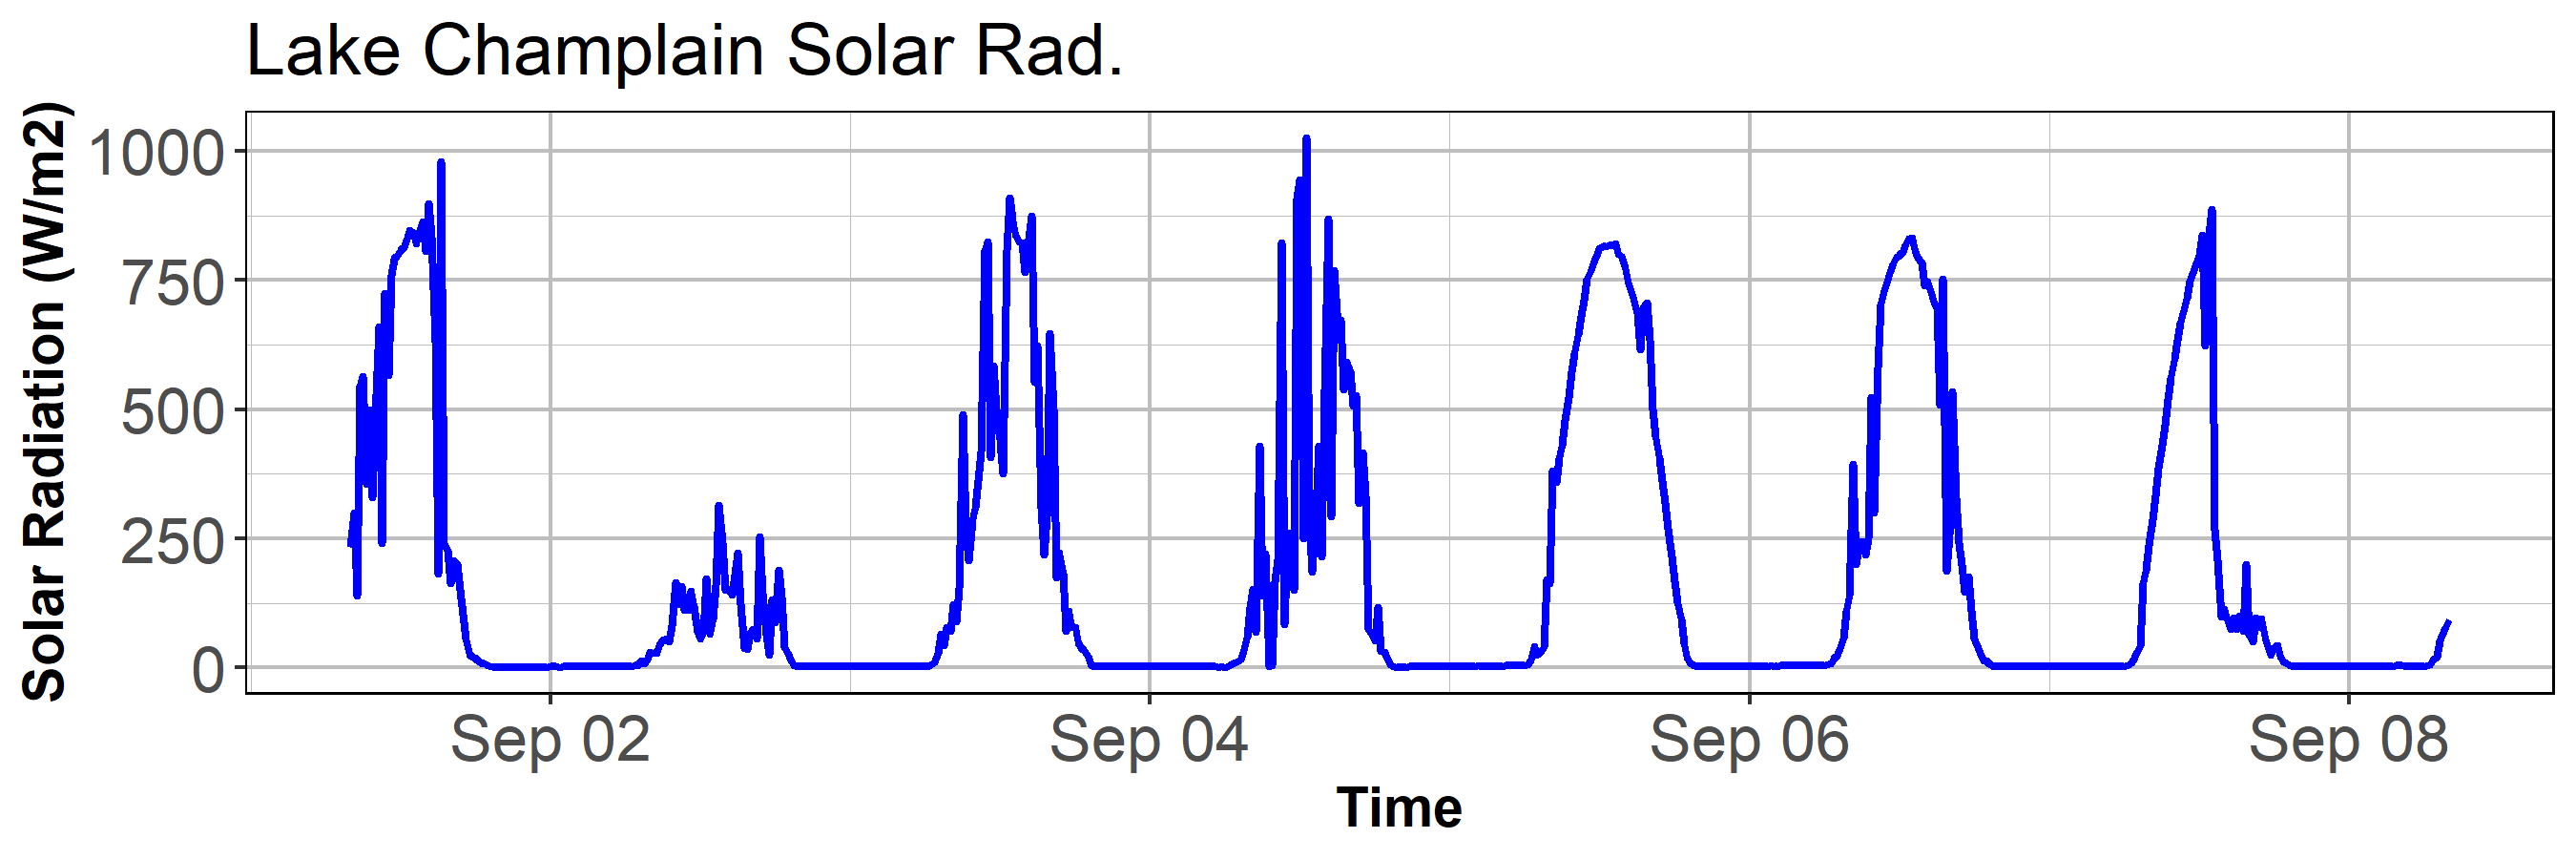 Lake Champlain Solar Rad.
Solar Radiation (W/m2)
1000
750
500
250
0
Sep 02
Sep 04
Sep 06
Sep 08
Time